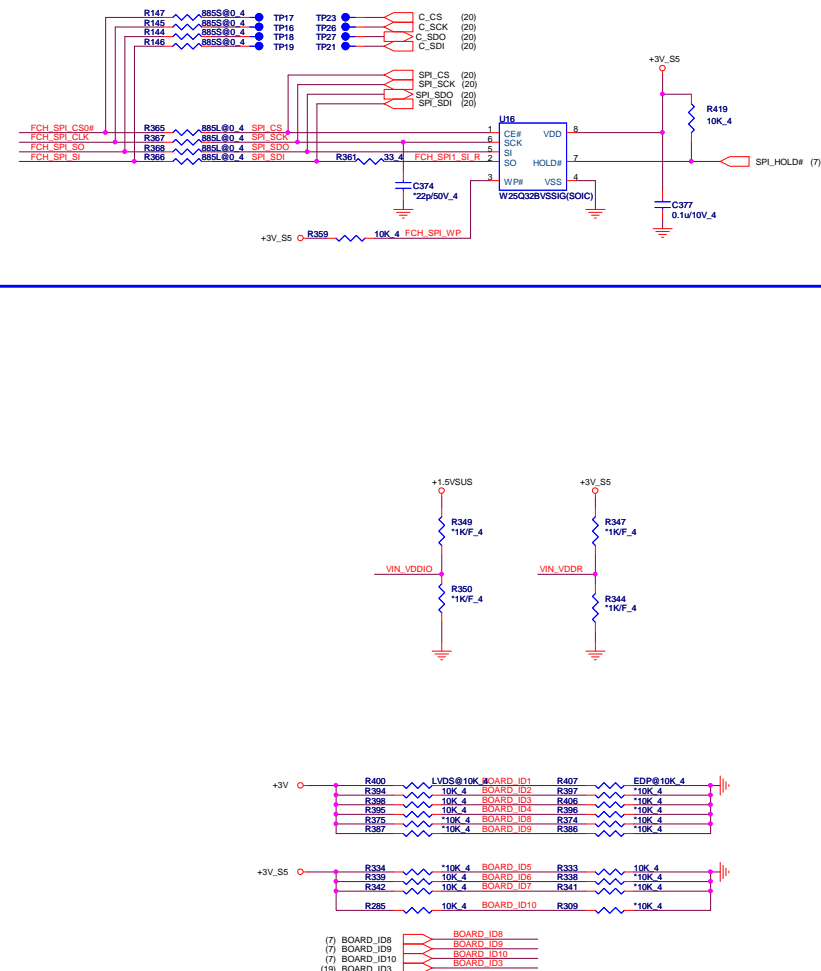 R147 885S@0_4 TP17 TP23 C_CS (20)
R145 885S@0_4 TP16 TP26 C_SCK (20)
R144 885S@0_4 TP18 TP27 C_SDO (20)
R146 885S@0_4 TP19 TP21 C_SDI (20)
+3V_S5
SPI_CS (20)
SPI_SCK (20)
SPI_SDO (20)
SPI_SDI (20)
R419
10K_4
U16
FCH_SPI_CS0# R365 885L@0_4 SPI_CS 1 CE# VDD 8
FCH_SPI_CLK R367 885L@0_4 SPI_SCK 6 SCK
FCH_SPI_SO R368 885L@0_4 SPI_SDO 5 SI
FCH_SPI_SI R366 885L@0_4 SPI_SDI R361 33_4 FCH_SPI1_SI_R 2 SO HOLD# 7 SPI_HOLD# (7)
3 WP# VSS 4
C374
*22p/50V_4
W25Q32BVSSIG(SOIC)
C377
0.1u/10V_4
+3V_S5 R359 10K_4 FCH_SPI_WP
+1.5VSUS +3V_S5
R349 R347
*1K/F_4 *1K/F_4
VIN_VDDIO VIN_VDDR
R350 R344
*1K/F_4 *1K/F_4
+3V R400 LVDS@10K_4 BOARD_ID1 R407 EDP@10K_4
R394 10K_4 BOARD_ID2 R397 *10K_4
R398 10K_4 BOARD_ID3 R406 *10K_4
R395 10K_4 BOARD_ID4 R396 *10K_4
R375 *10K_4 BOARD_ID8 R374 *10K_4
R387 *10K_4 BOARD_ID9 R386 *10K_4
+3V_S5 R334 *10K_4 BOARD_ID5 R333 10K_4
R339 10K_4 BOARD_ID6 R338 *10K_4
R342 10K_4 BOARD_ID7 R341 *10K_4
R285 10K_4 BOARD_ID10 R309 *10K_4
(7) BOARD_ID8 BOARD_ID8
(7) BOARD_ID9 BOARD_ID9
(7) BOARD_ID10 BOARD_ID10
(19) BOARD_ID3 BOARD_ID3